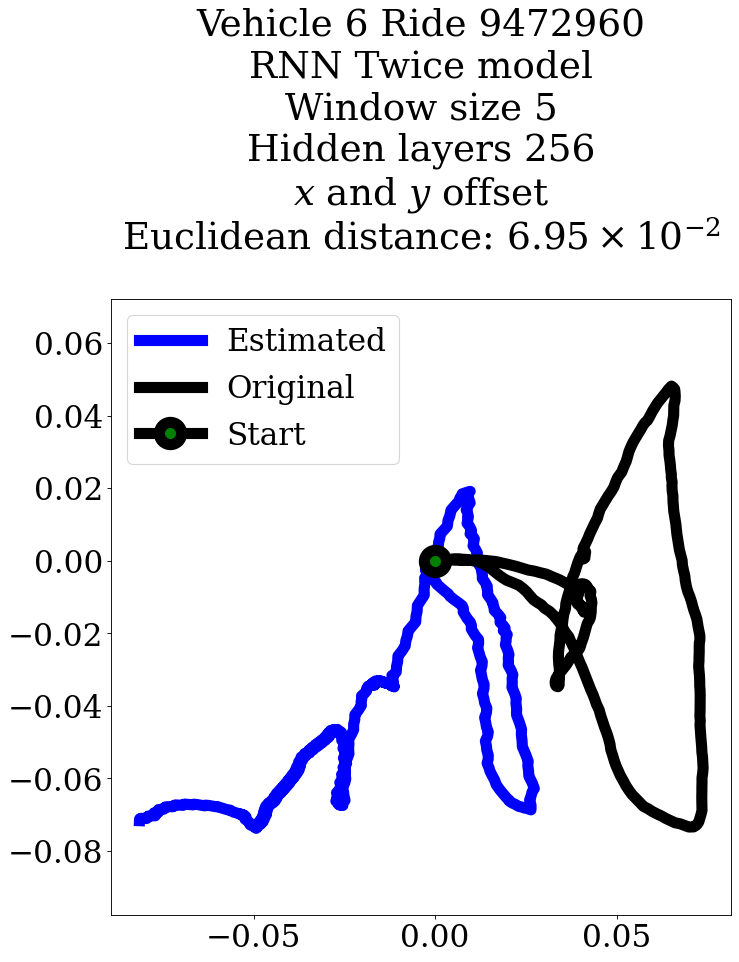 Vehicle 6 Ride 9472960
RNN Twice model
Window size 5
Hidden layers 256
x and y offset
Euclidean distance: 6.95 × 10⁻²
Estimated
Original
Start
0.06
0.04
0.02
0.00
−0.02
−0.04
−0.06
−0.08
−0.05
0.00
0.05